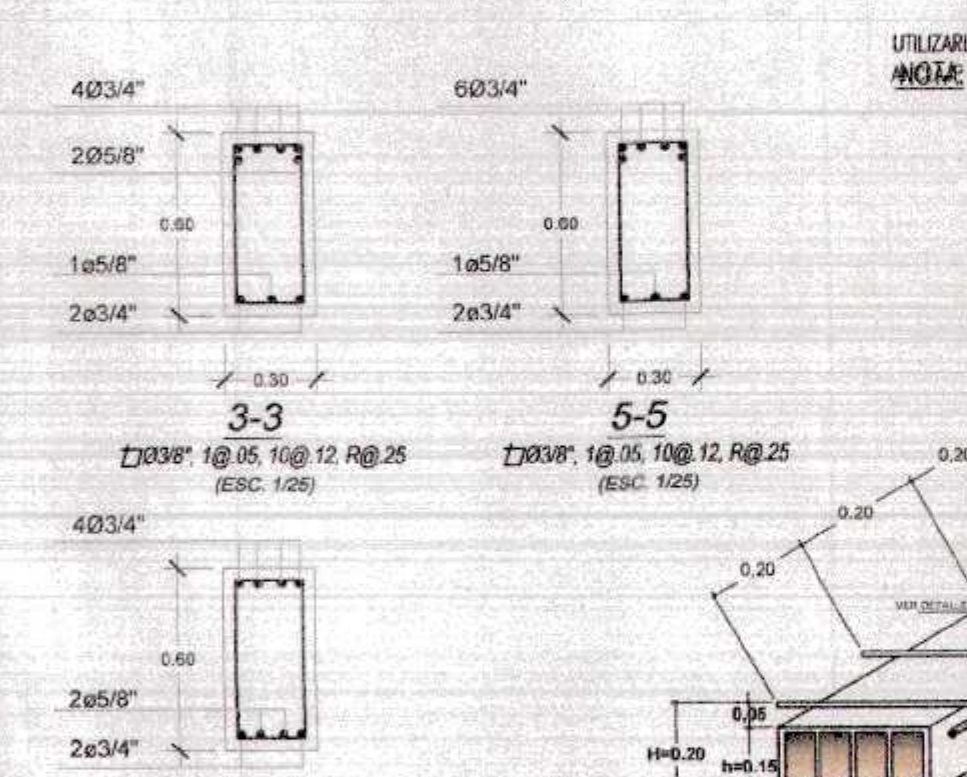 UTILIZAR
NOTA:
4Ø3/4"
2Ø5/8"
0.60
1ø5/8"
2ø3/4"
0.30
3-3
Ø3/8", 1@.05, 10@.12, R@.25
(ESC. 1/25)
6Ø3/4"
0.60
1ø5/8"
2ø3/4"
0.30
5-5
Ø3/8", 1@.05, 10@.12, R@.25
(ESC. 1/25)
4Ø3/4"
0.60
2ø5/8"
2ø3/4"
0,20
0.20
0,20
VER DETALLE
0,05
H=0.20
h=0.15